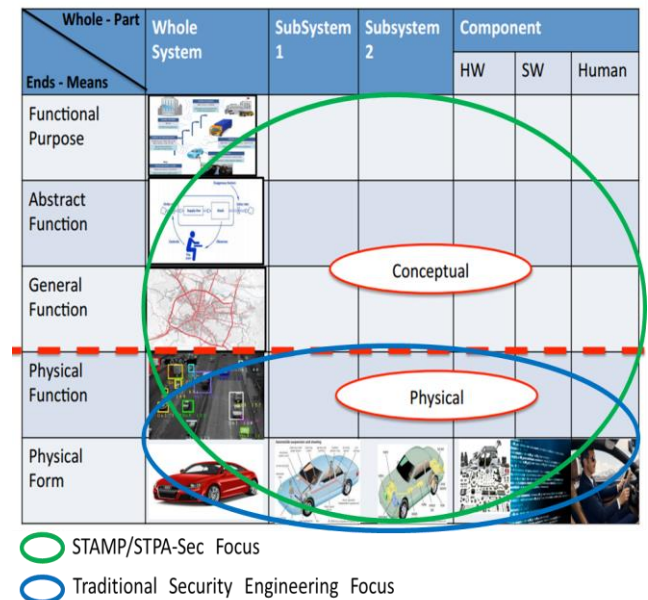 Whole - Part
Ends - Means
Whole
System
SubSystem
1
Subsystem
2
Component
HW
SW
Human
Functional
Purpose
Abstract
Function
General
Function
Conceptual
Physical
Function
Physical
Physical
Form
STAMP/STPA-Sec Focus
Traditional Security Engineering Focus